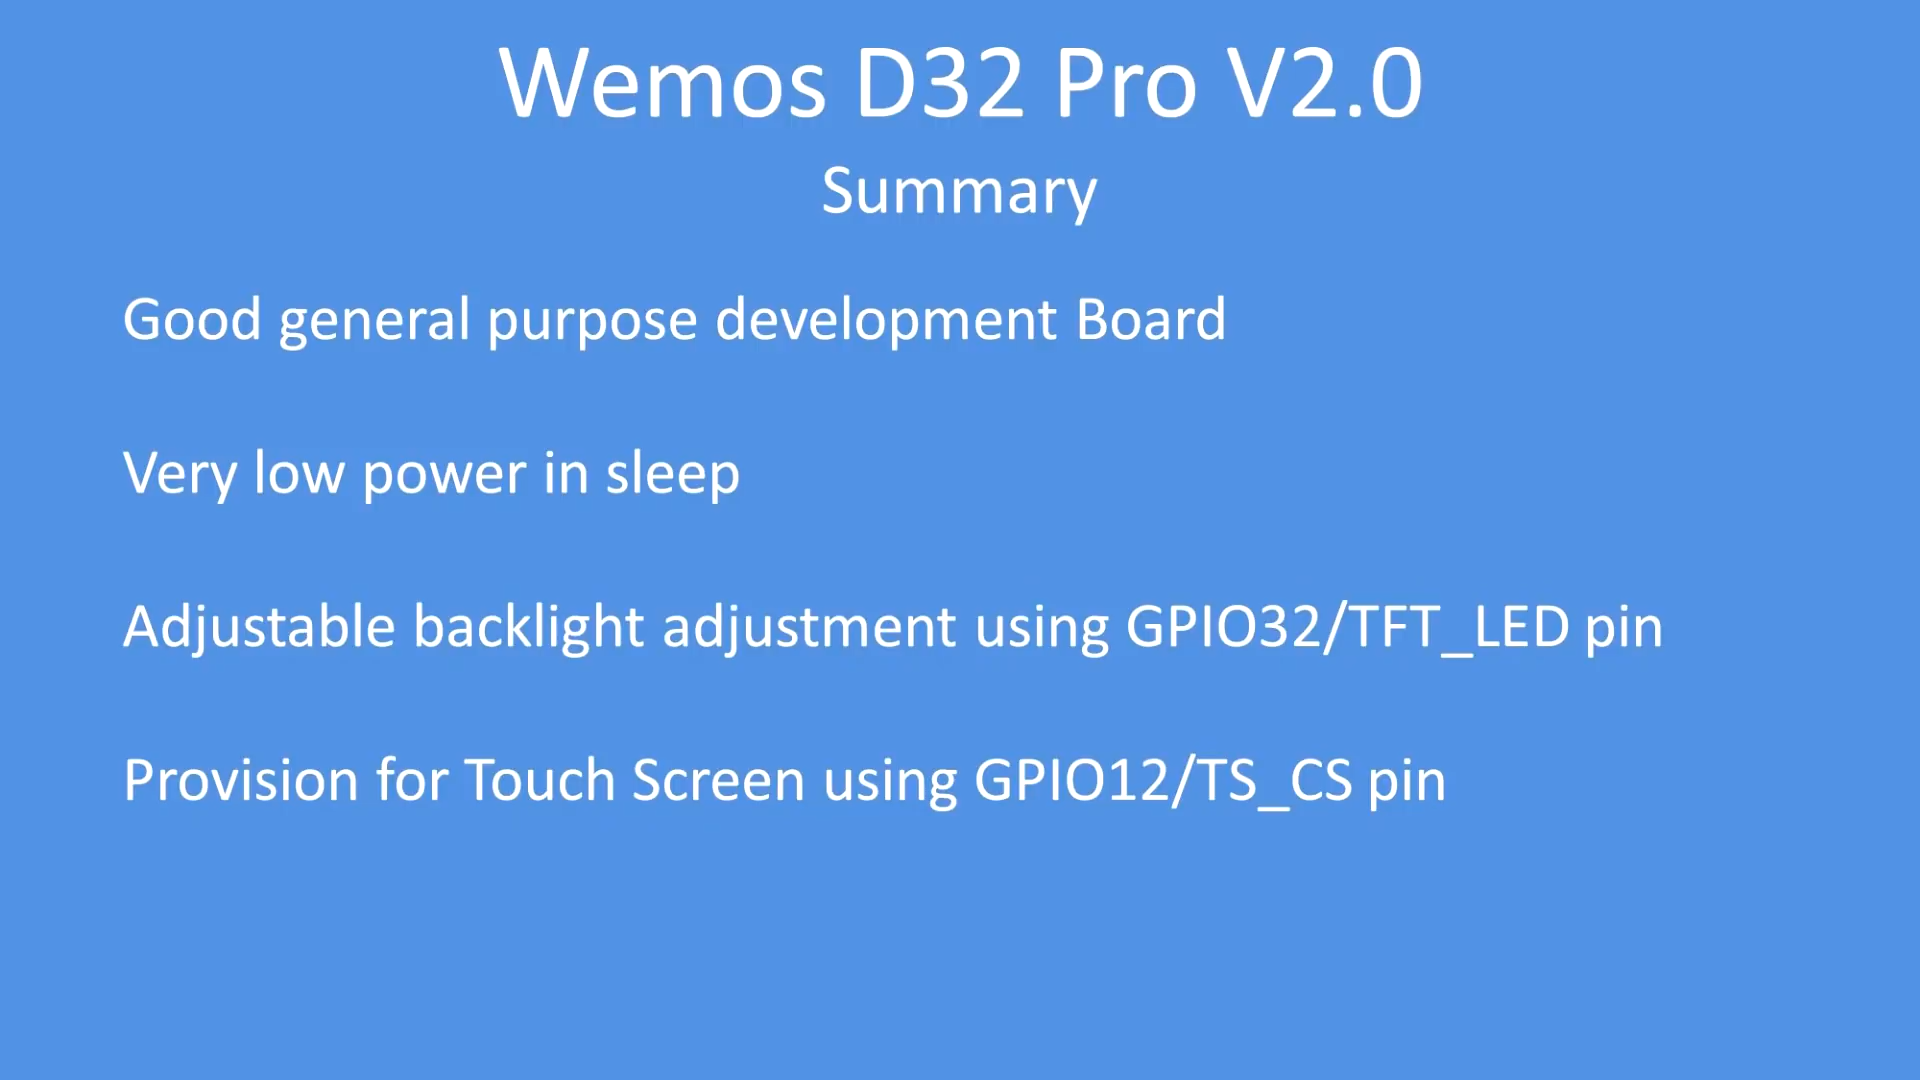 Wemos D32 Pro V2.0
Summary
Good general purpose development Board
Very low power in sleep
Adjustable backlight adjustment using GPIO32/TFT_LED pin
Provision for Touch Screen using GPIO12/TS_CS pin